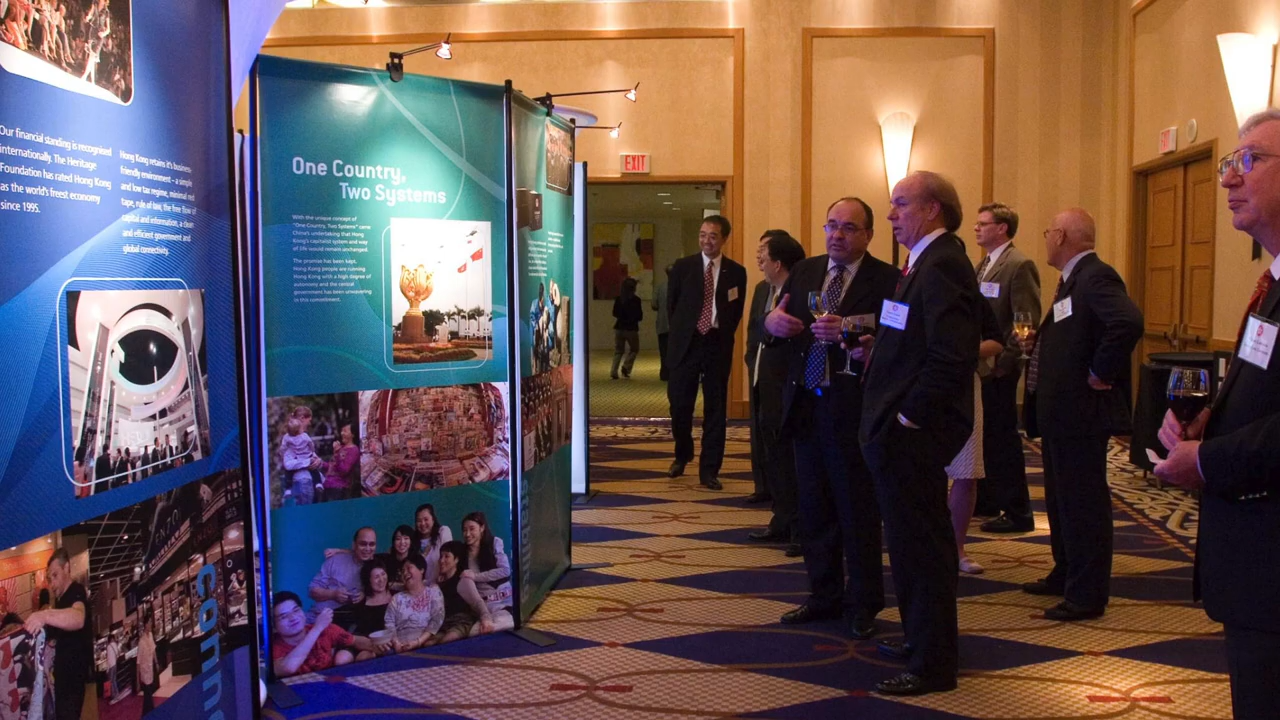 Our financial standing is recognised
internationally. The Heritage
Foundation has rated Hong Kong
as the world's freest economy
since 1995.
Hong Kong retains it's business-
friendly environment – a simple
and low tax regime, minimal red
tape, rule of law, the free flow of
capital and information, a clean
and efficient government and
global connectivity.
One Country,
Two Systems
With the unique concept of
"One Country, Two Systems" came
China's undertaking that Hong
Kong's capitalist system and way
of life would remain unchanged.
The promise has been kept.
Hong Kong people are running
Hong Kong with a high degree of
autonomy and the central
government has been unwavering
in this commitment.
EXIT